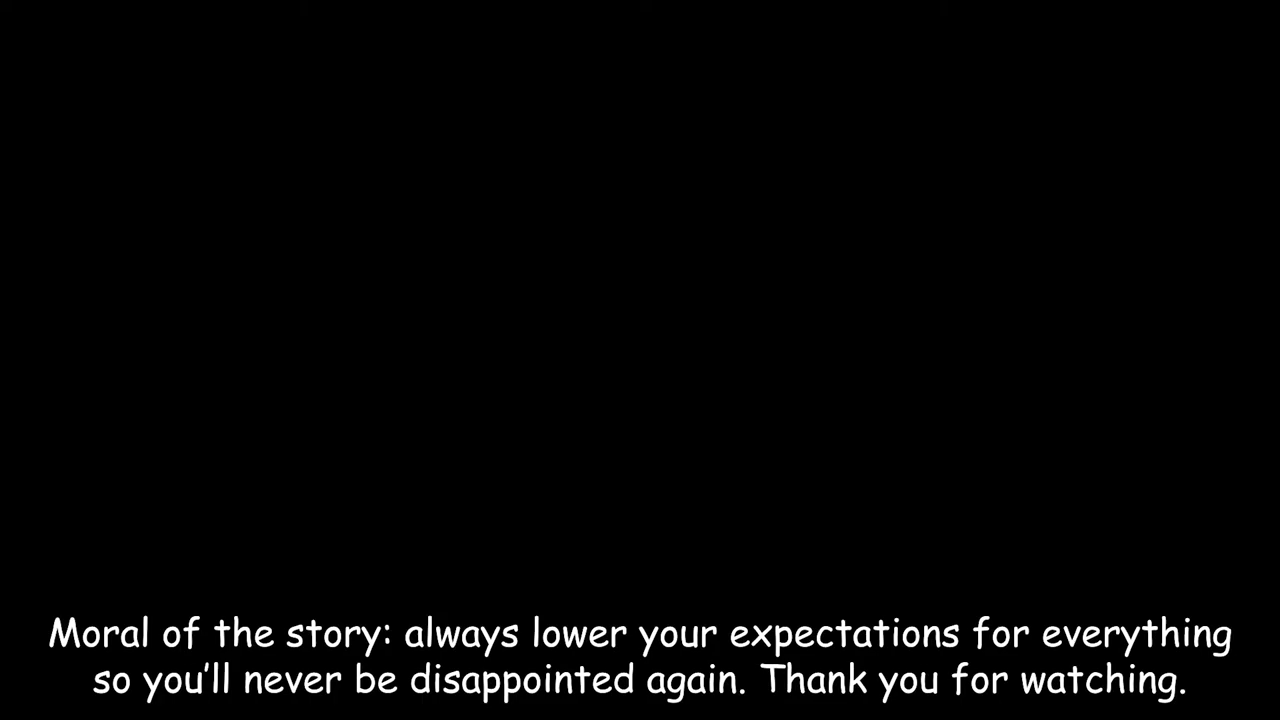 Moral of the story: always lower your expectations for everything
so you'll never be disappointed again. Thank you for watching.